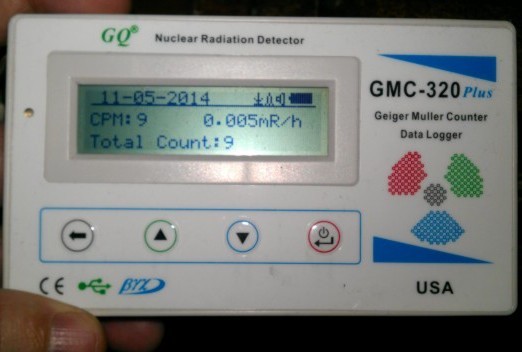 GQ® Nuclear Radiation Detector
11-05-2014
CPM:9 0.005mR/h
Total Count:9
GMC-320 Plus
Geiger Muller Counter
Data Logger
CE βγχ
USA